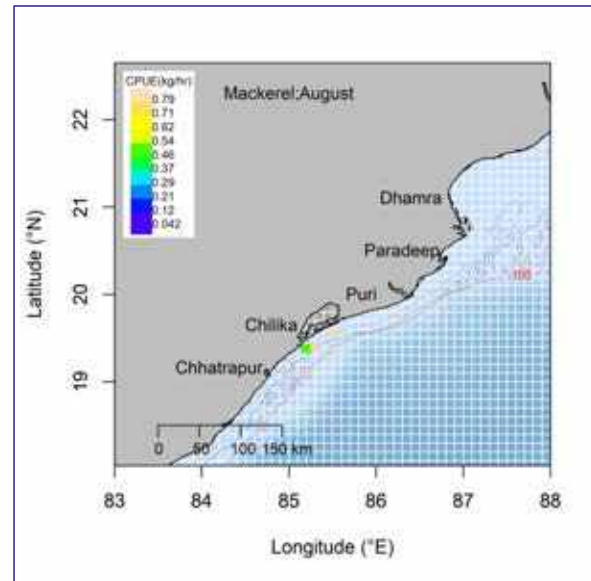 CPUE(kg/hr)
0.79
0.71
0.62
0.54
0.46
0.37
0.29
0.21
0.12
0.042
Mackerel;August
Dhamra
Paradeep
Puri
Chilika
Chhatrapur
100
0 50 100 150 km
22
21
20
19
83 84 85 86 87 88
Latitude (°N)
Longitude (°E)